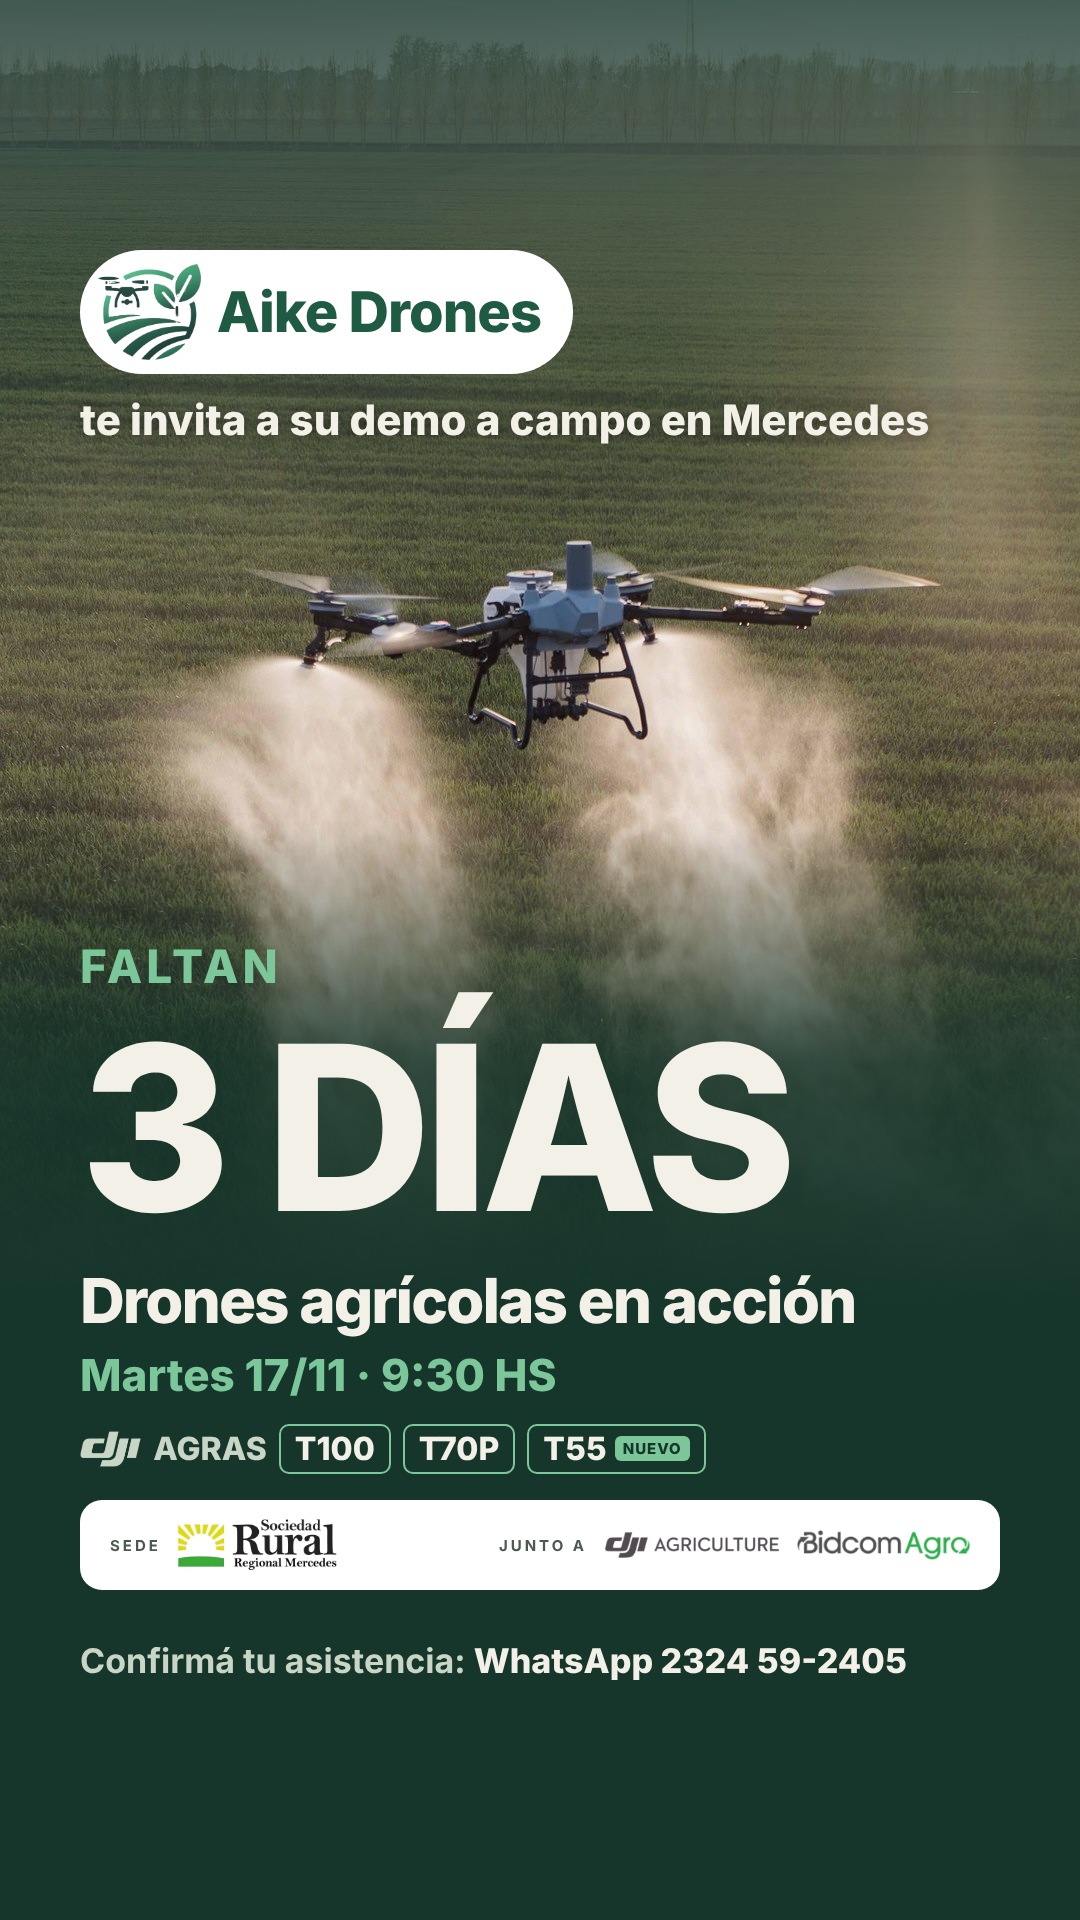 Aike Drones
te invita a su demo a campo en Mercedes
FALTAN
3 DÍAS
Drones agrícolas en acción
Martes 17/11 · 9:30 HS
dji AGRAS T100 T70P T55 NUEVO
SEDE Sociedad Rural Regional Mercedes JUNTO A dji AGRICULTURE BidcomAgro
Confirmá tu asistencia: WhatsApp 2324 59-2405